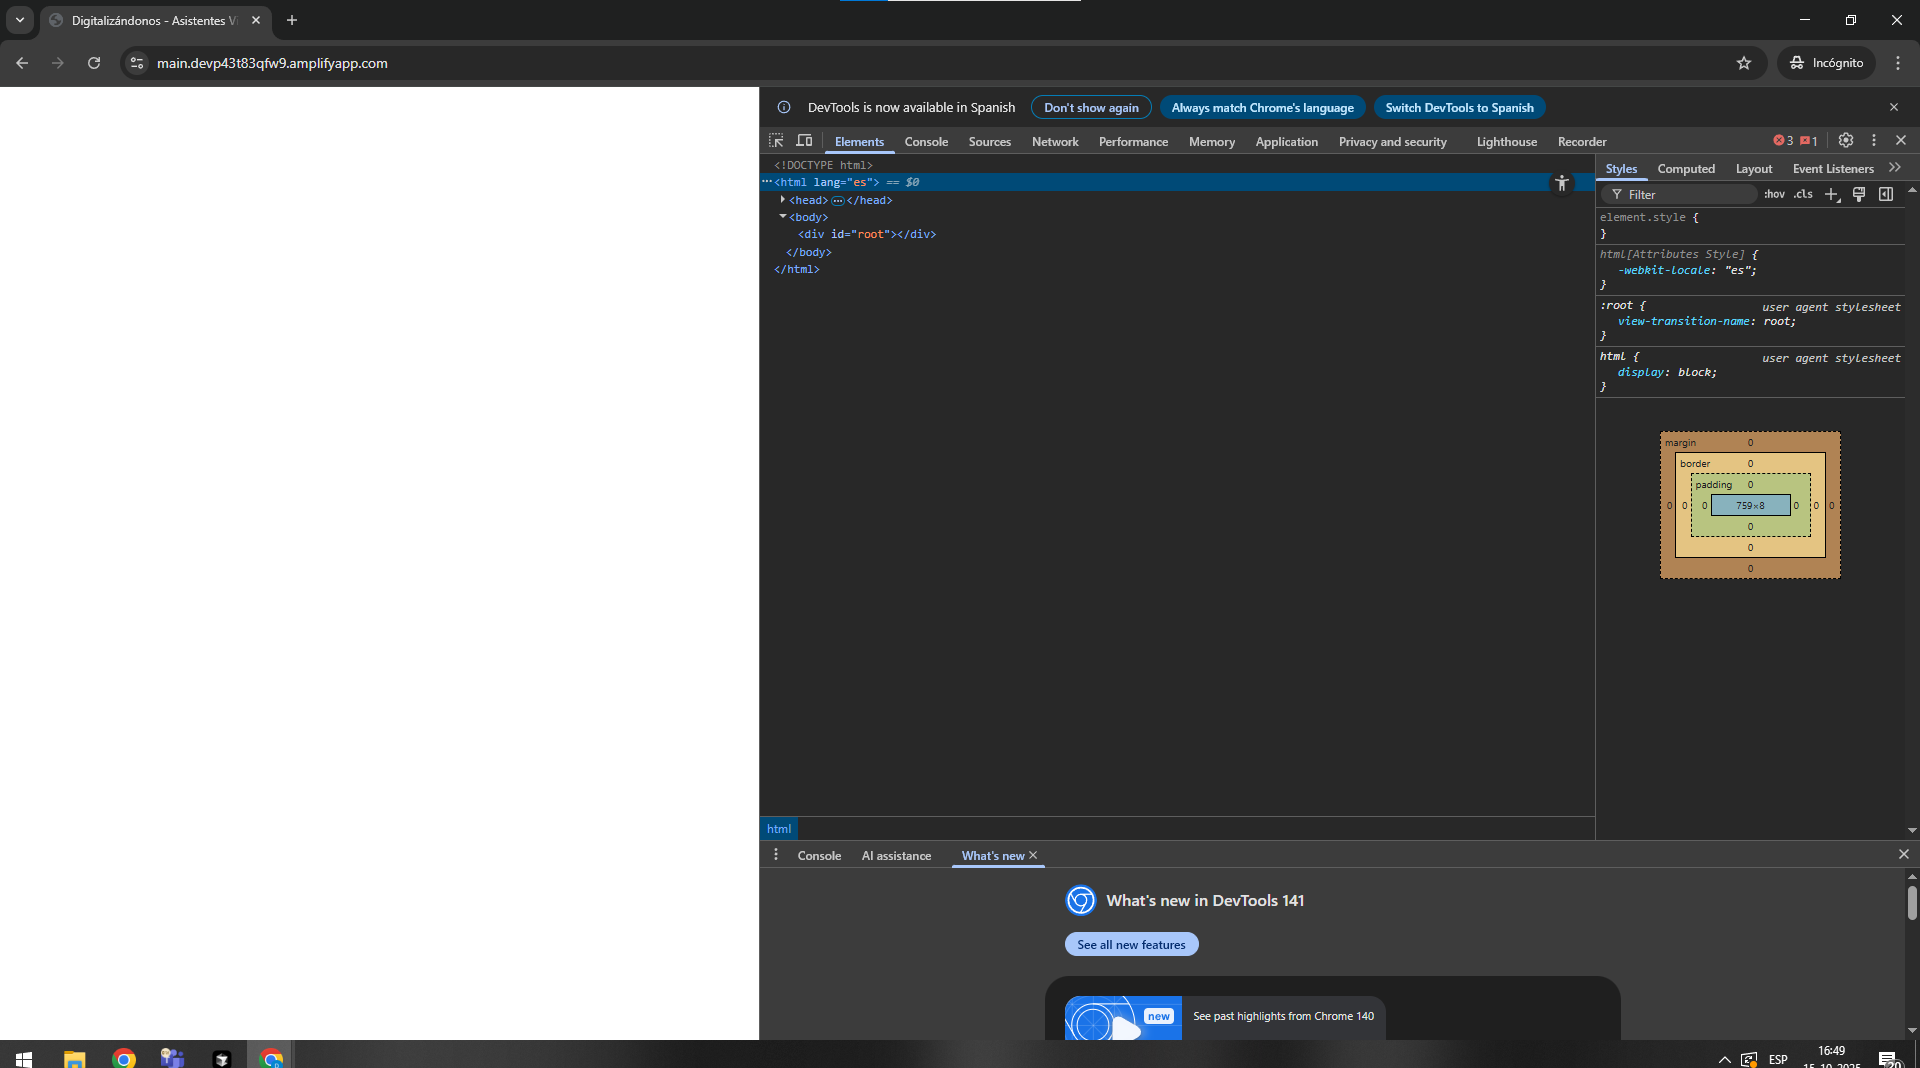 Digitalizándonos - Asistentes Vi
main.devp43t83qfw9.amplifyapp.com
Incógnito
DevTools is now available in Spanish
Don't show again
Always match Chrome's language
Switch DevTools to Spanish
Elements
Console
Sources
Network
Performance
Memory
Application
Privacy and security
Lighthouse
Recorder
3
1
<!DOCTYPE html>
<html lang="es"> == $0
<head> … </head>
<body>
<div id="root"></div>
</body>
</html>
Styles
Computed
Layout
Event Listeners
Filter
:hov
.cls
element.style {
}
html[Attributes Style] {
-webkit-locale: "es";
}
:root {
user agent stylesheet
view-transition-name: root;
}
html {
user agent stylesheet
display: block;
}
margin
0
border
0
padding
0
0
0
0
759×8
0
0
0
0
0
0
html
Console
AI assistance
What's new
What's new in DevTools 141
See all new features
new
See past highlights from Chrome 140
ESP
16:49
15-10-2025
20